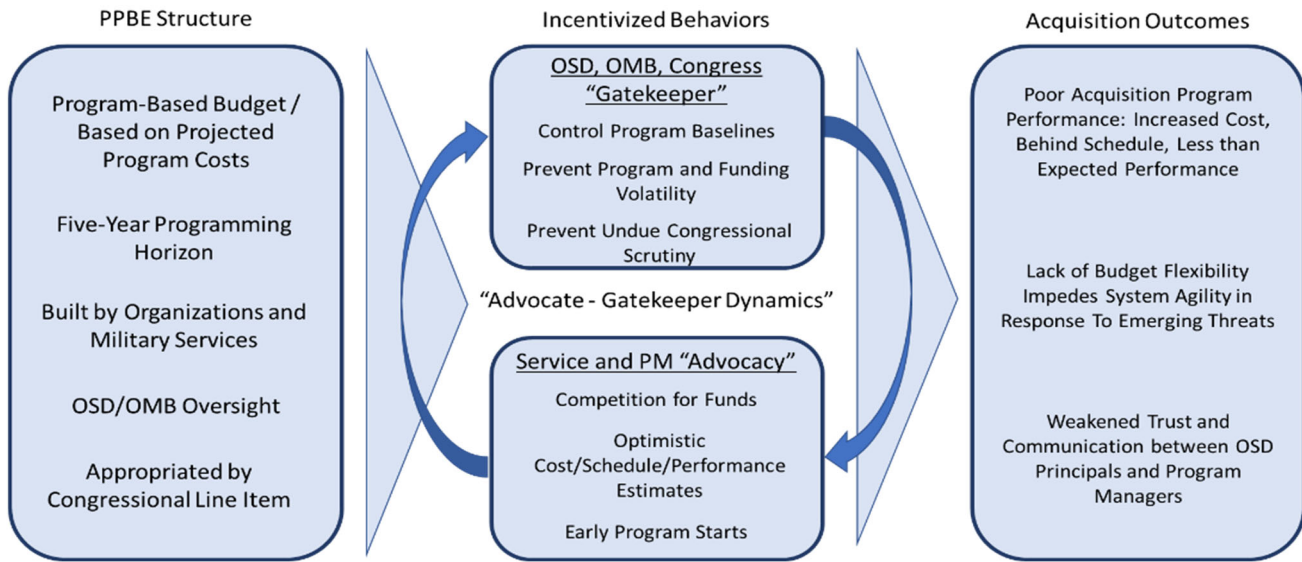 PPBE Structure
Program-Based Budget /
Based on Projected
Program Costs
Five-Year Programming
Horizon
Built by Organizations and
Military Services
OSD/OMB Oversight
Appropriated by
Congressional Line Item
Incentivized Behaviors
OSD, OMB, Congress
“Gatekeeper”
Control Program Baselines
Prevent Program and Funding
Volatility
Prevent Undue Congressional
Scrutiny
“Advocate - Gatekeeper Dynamics”
Service and PM “Advocacy”
Competition for Funds
Optimistic
Cost/Schedule/Performance
Estimates
Early Program Starts
Acquisition Outcomes
Poor Acquisition Program
Performance: Increased Cost,
Behind Schedule, Less than
Expected Performance
Lack of Budget Flexibility
Impedes System Agility in
Response To Emerging Threats
Weakened Trust and
Communication between OSD
Principals and Program
Managers